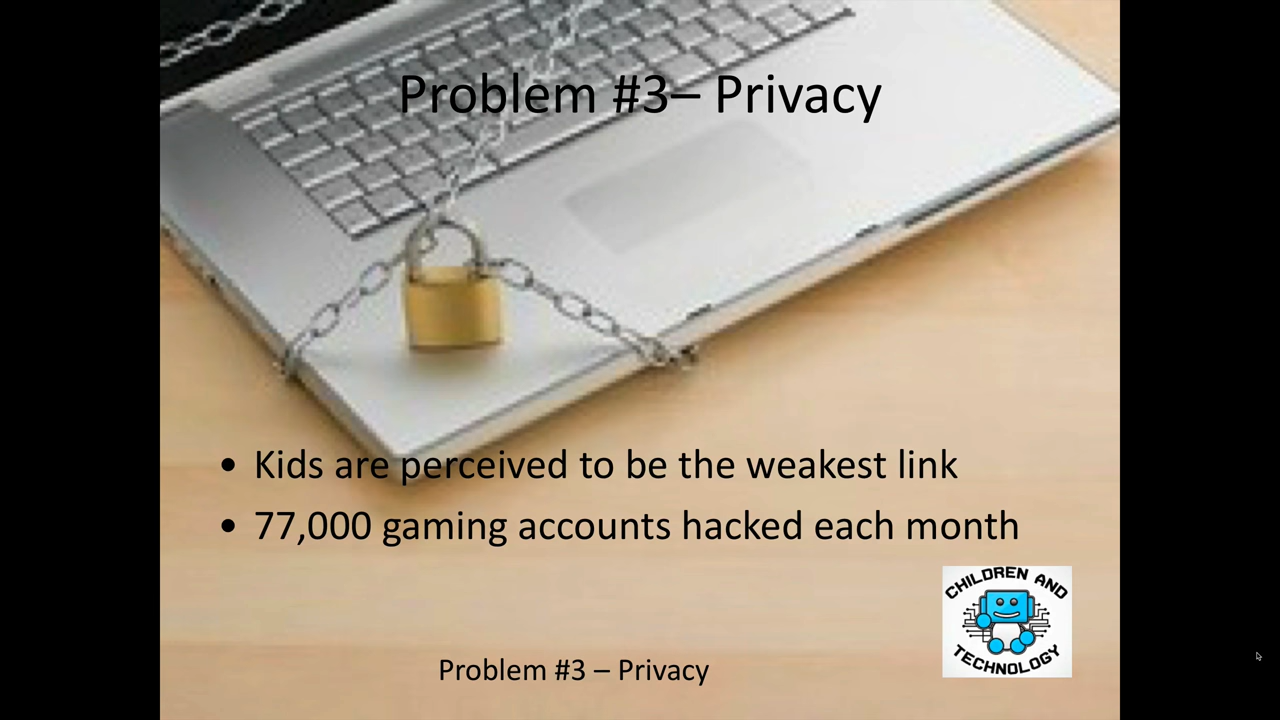 Problem #3– Privacy
• Kids are perceived to be the weakest link
• 77,000 gaming accounts hacked each month
CHILDREN AND
TECHNOLOGY
Problem #3 – Privacy